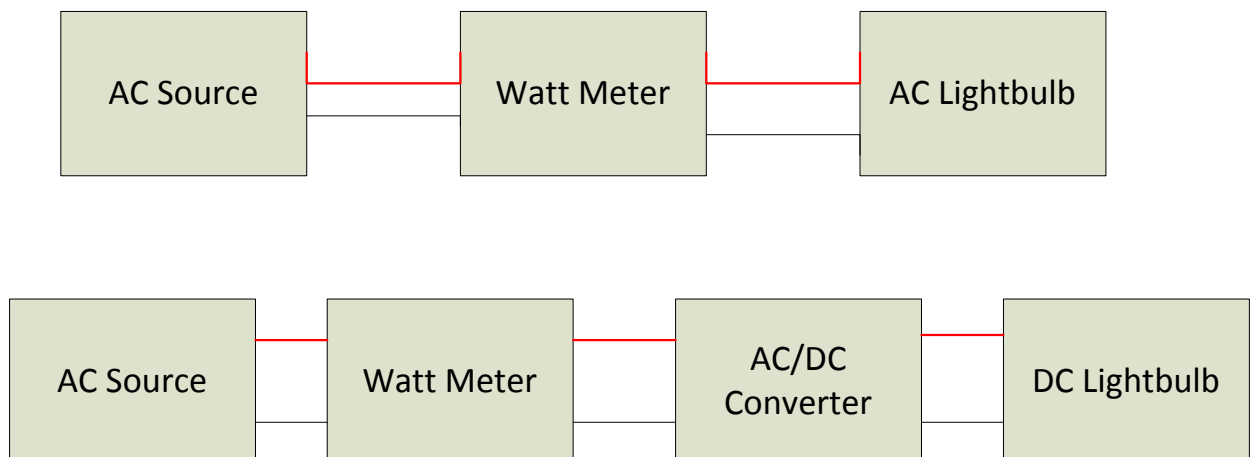 AC Source
Watt Meter
AC Lightbulb
AC Source
Watt Meter
AC/DC
Converter
DC Lightbulb